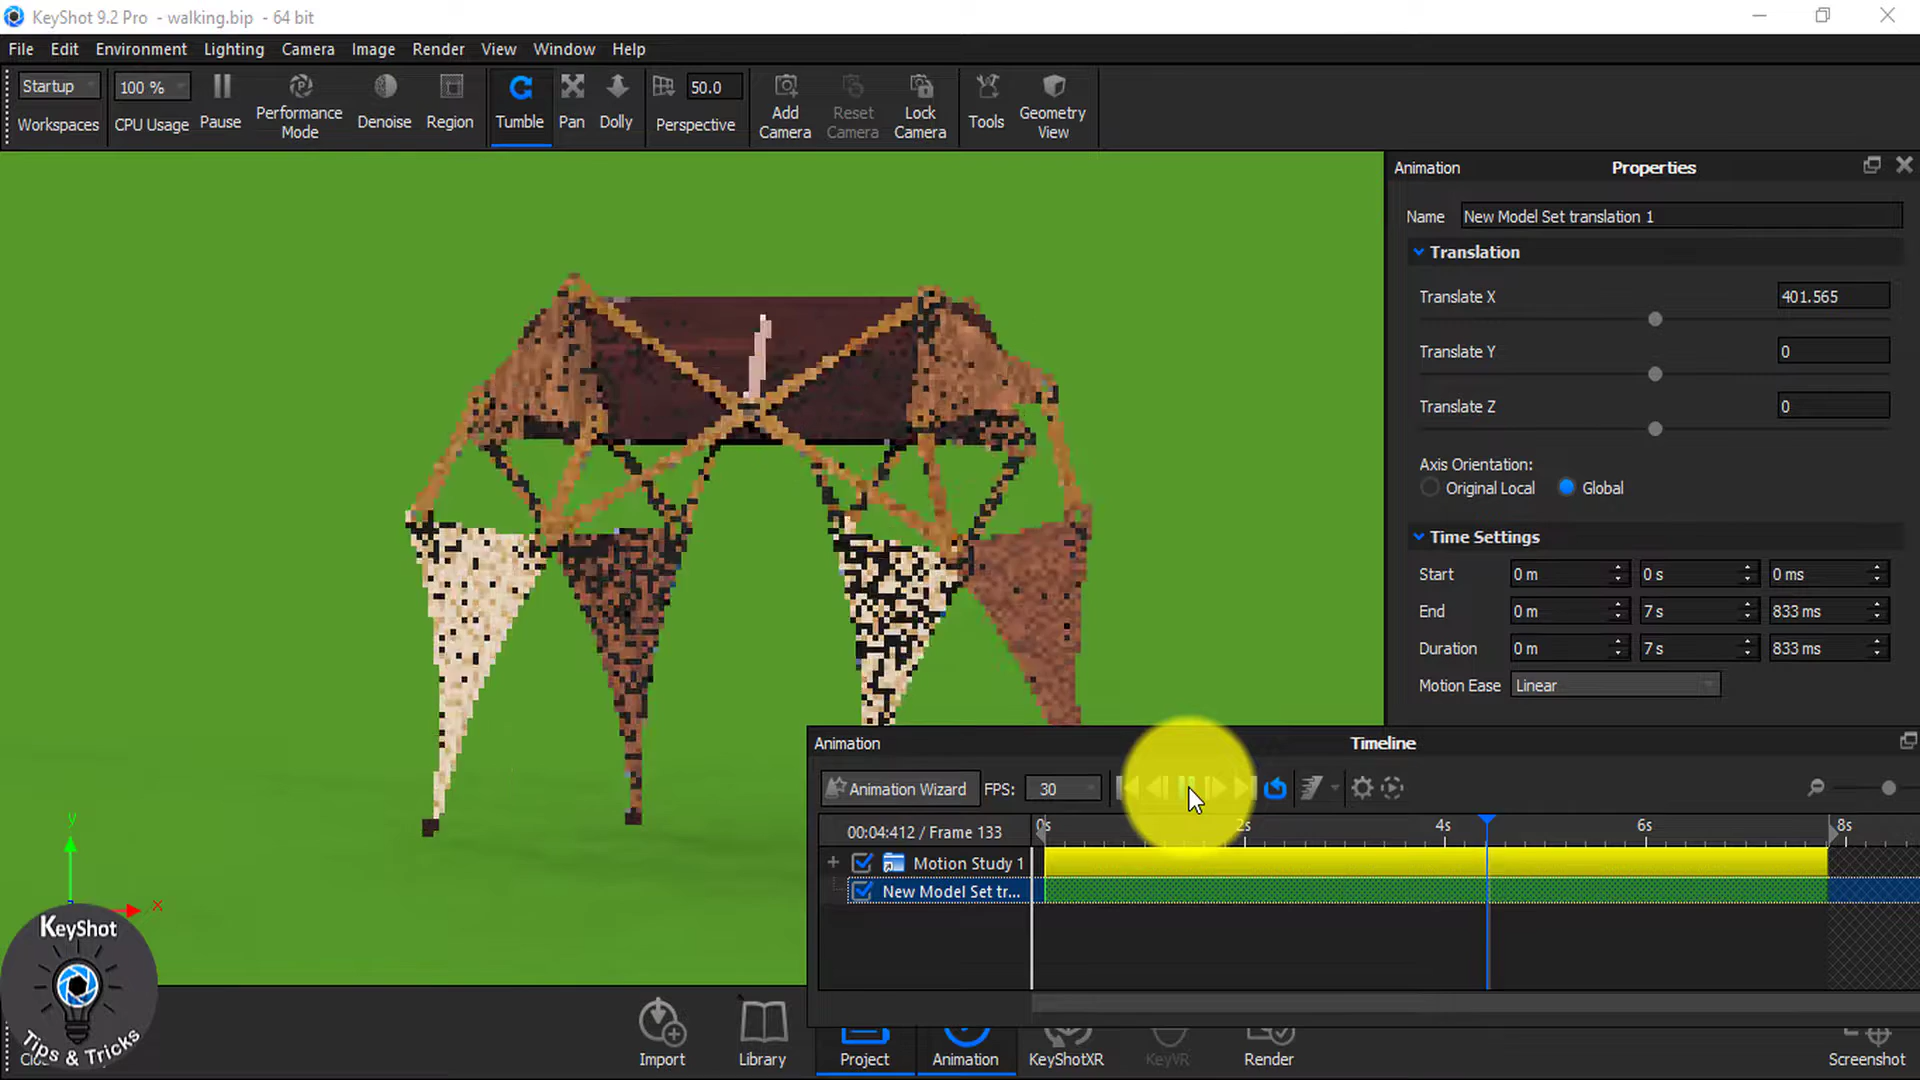 KeyShot 9.2 Pro - walking.bip - 64 bit
File Edit Environment Lighting Camera Image Render View Window Help
Startup
Workspaces
100 %
CPU Usage
Pause
Performance
Mode
Denoise
Region
Tumble
Pan
Dolly
50.0
Perspective
Add
Camera
Reset
Camera
Lock
Camera
Tools
Geometry
View
Animation Properties
Name New Model Set translation 1
Translation
Translate X 401.565
Translate Y 0
Translate Z 0
Axis Orientation:
Original Local Global
Time Settings
Start 0 m 0 s 0 ms
End 0 m 7 s 833 ms
Duration 0 m 7 s 833 ms
Motion Ease Linear
Animation Timeline
Animation Wizard FPS: 30
00:04:412 / Frame 133 0s 2s 4s 6s 8s
Motion Study 1
New Model Set tr...
y
x
KeyShot
Tips & Tricks
Import
Library
Project
Animation
KeyShotXR
KeyVR
Render
Screenshot